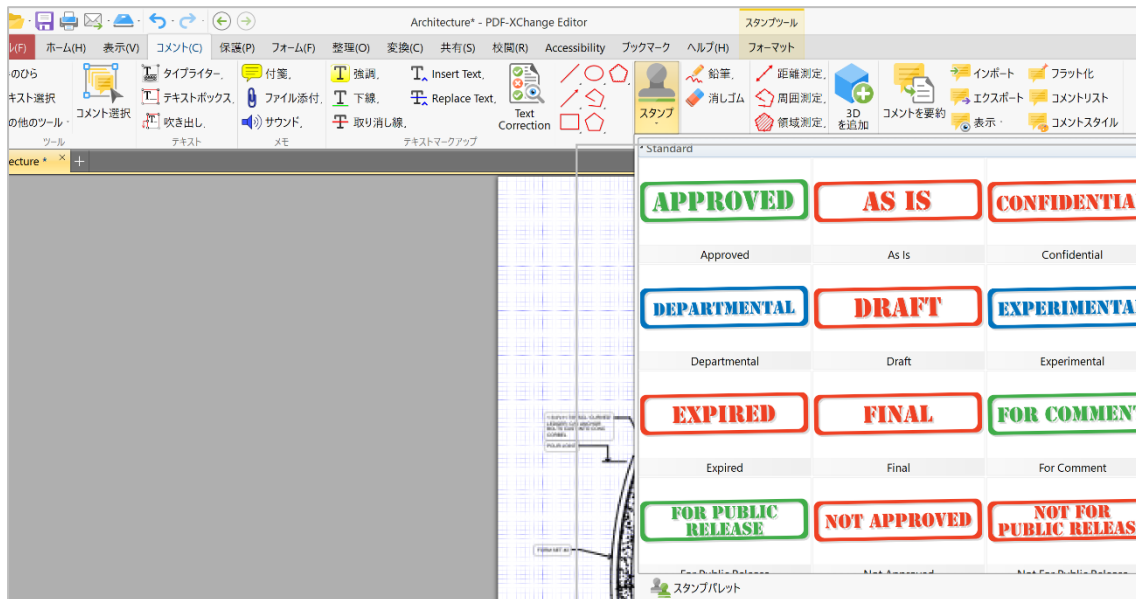 Architecture* - PDF-XChange Editor
スタンプツール
ル(F) ホーム(H) 表示(V) コメント(C) 保護(P) フォーム(F) 整理(O) 変換(C) 共有(S) 校閲(R) Accessibility ブックマーク ヘルプ(H) フォーマット
のひら
キスト選択
の他のツール
ツール
コメント選択
タイプライター
テキストボックス
吹き出し
テキスト
付箋
ファイル添付
サウンド
メモ
強調
下線
取り消し線
Insert Text
Replace Text
テキストマークアップ
Text
Correction
スタンプ
鉛筆
消しゴム
距離測定
周囲測定
領域測定
3D
を追加
コメントを要約
インポート
エクスポート
表示
フラット化
コメントリスト
コメントスタイル
ecture *
Standard
APPROVED AS IS CONFIDENTIA
Approved As Is Confidential
DEPARTMENTAL DRAFT EXPERIMENTA
Departmental Draft Experimental
EXPIRED FINAL FOR COMMENT
Expired Final For Comment
FOR PUBLIC
RELEASE
NOT APPROVED
NOT FOR
PUBLIC RELEAS
For Public Release Not Approved Not For Public Release
スタンプパレット